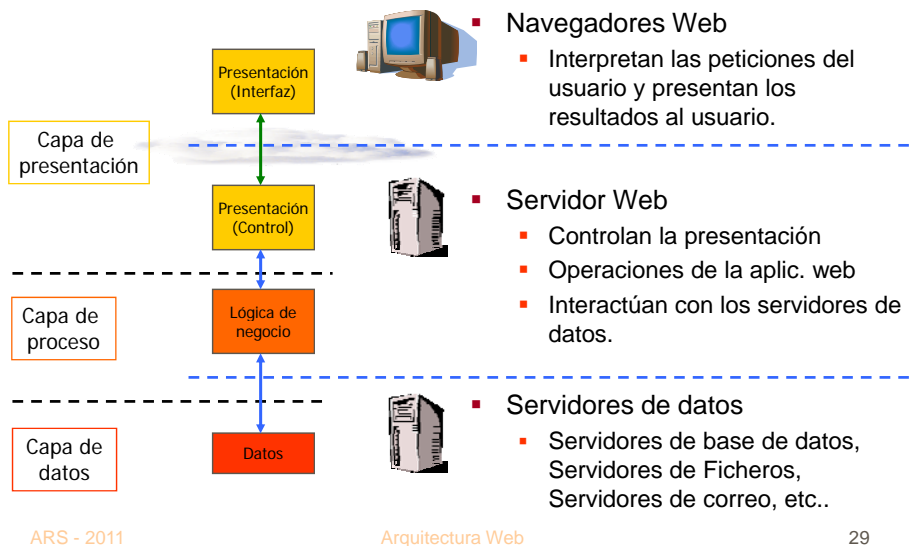 Presentación
(Interfaz)
Capa de
presentación
Presentación
(Control)
Capa de
proceso
Lógica de
negocio
Capa de
datos
Datos
Navegadores Web
Interpretan las peticiones del
usuario y presentan los
resultados al usuario.
Servidor Web
Controlan la presentación
Operaciones de la aplic. web
Interactúan con los servidores de
datos.
Servidores de datos
Servidores de base de datos,
Servidores de Ficheros,
Servidores de correo, etc..
ARS - 2011
Arquitectura Web
29